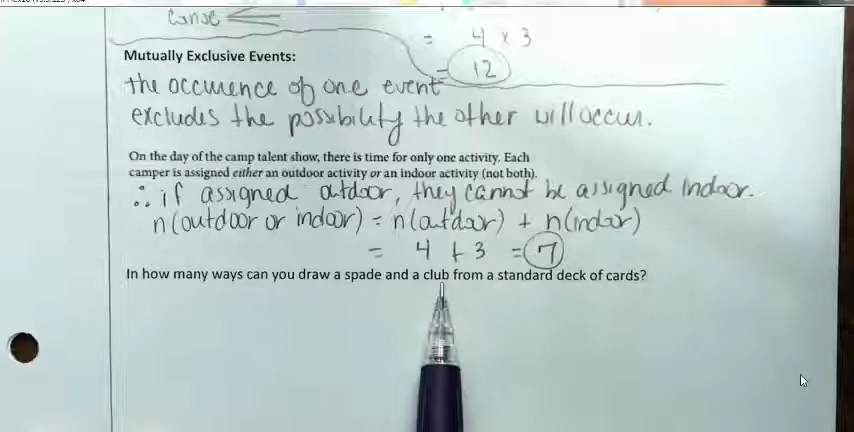 canoe
= 4 x 3
Mutually Exclusive Events:
= 12
the occurence of one event
excludes the possibility the other will occur.
On the day of the camp talent show, there is time for only one activity. Each
camper is assigned either an outdoor activity or an indoor activity (not both).
∴ if assigned outdoor, they cannot be assigned indoor.
n(outdoor or indoor) = n(outdoor) + n(indoor)
= 4 + 3 = 7
In how many ways can you draw a spade and a club from a standard deck of cards?